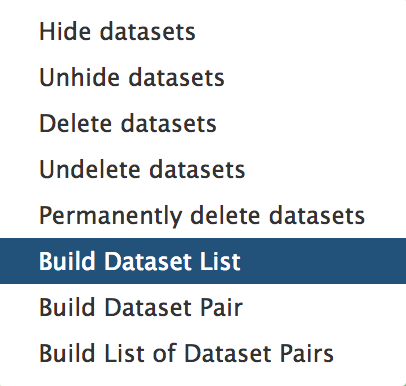 Hide datasets
Unhide datasets
Delete datasets
Undelete datasets
Permanently delete datasets
Build Dataset List
Build Dataset Pair
Build List of Dataset Pairs